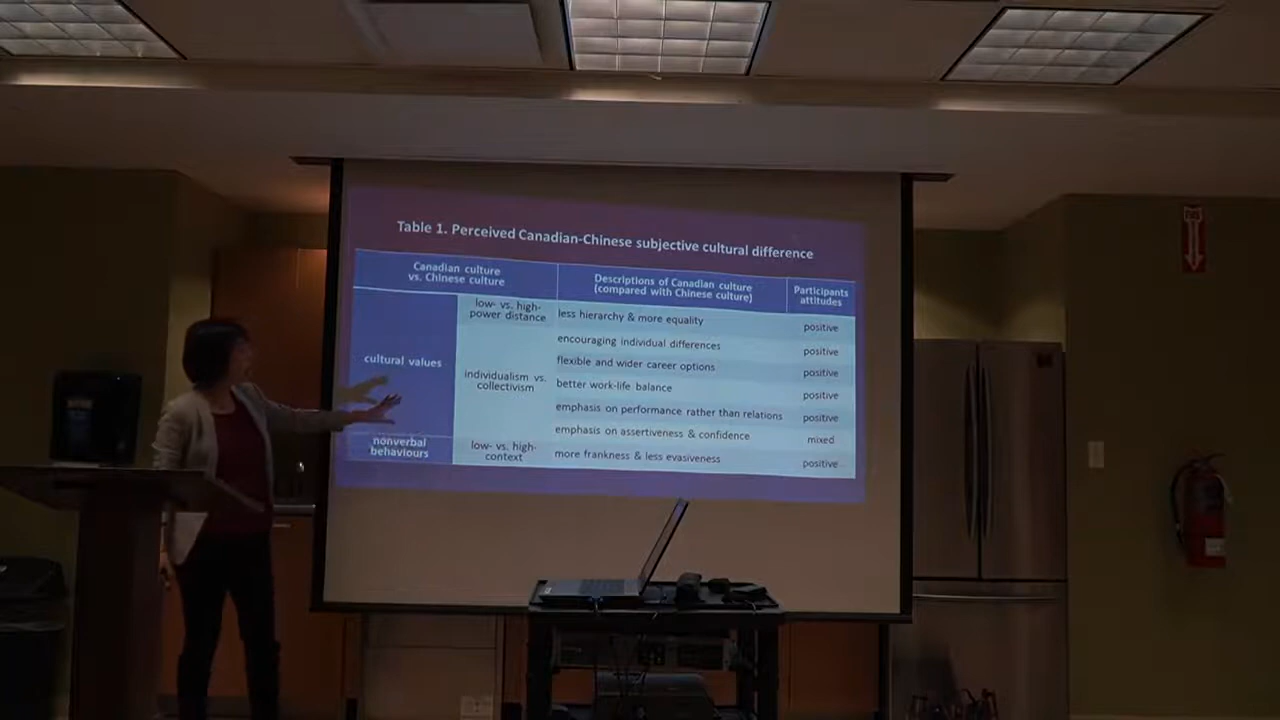 Table 1. Perceived Canadian-Chinese subjective cultural difference
Canadian culture
vs. Chinese culture
Descriptions of Canadian culture
(compared with Chinese culture)
Participants
attitudes
cultural values
low- vs. high-
power distance
less hierarchy & more equality
positive
individualism vs.
collectivism
encouraging individual differences
positive
flexible and wider career options
positive
better work-life balance
positive
emphasis on performance rather than relations
positive
emphasis on assertiveness & confidence
mixed
nonverbal
behaviours
low- vs. high-
context
more frankness & less evasiveness
positive